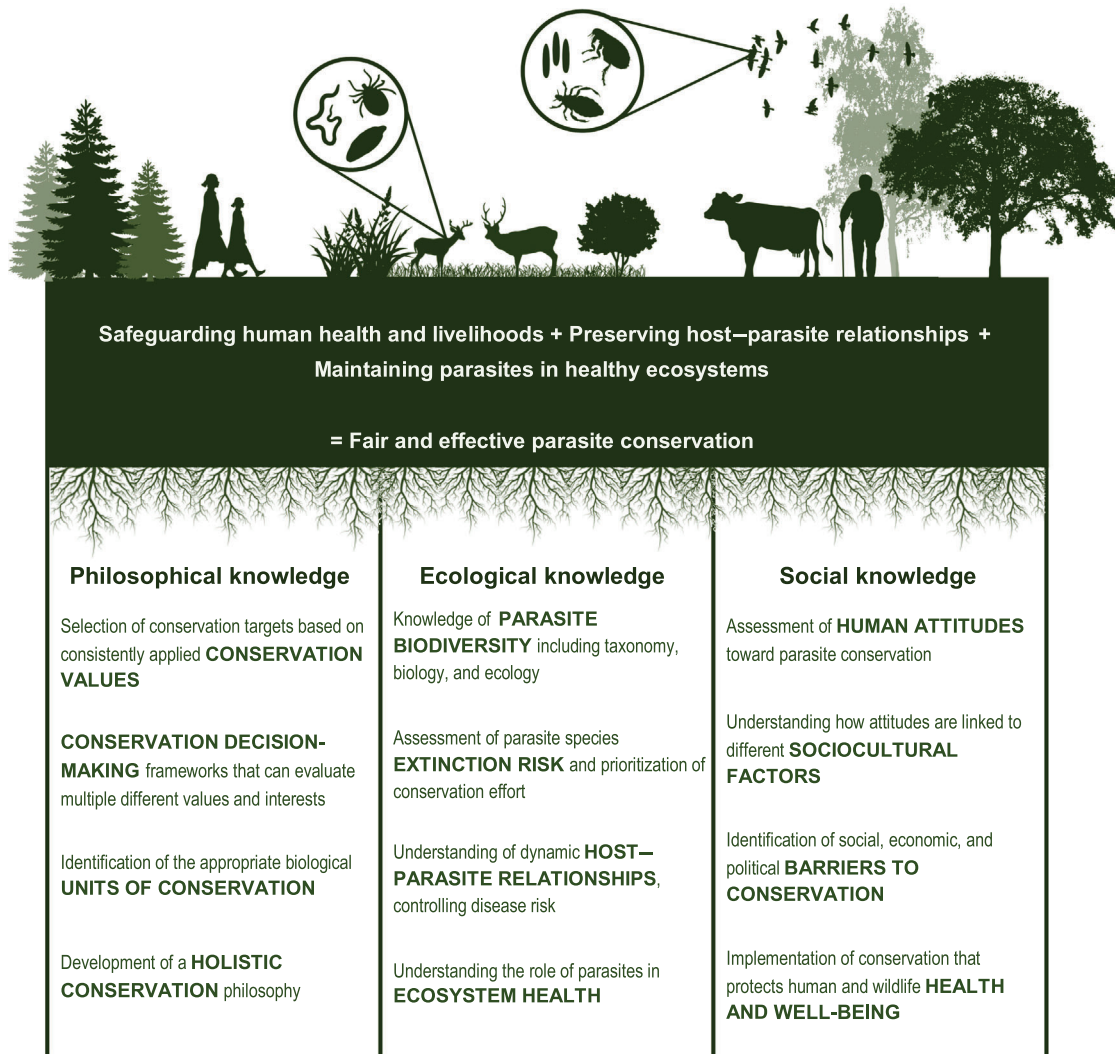 Safeguarding human health and livelihoods + Preserving host–parasite relationships +
Maintaining parasites in healthy ecosystems
= Fair and effective parasite conservation
Philosophical knowledge
Selection of conservation targets based on
consistently applied CONSERVATION
VALUES
CONSERVATION DECISION-
MAKING frameworks that can evaluate
multiple different values and interests
Identification of the appropriate biological
UNITS OF CONSERVATION
Development of a HOLISTIC
CONSERVATION philosophy
Ecological knowledge
Knowledge of PARASITE
BIODIVERSITY including taxonomy,
biology, and ecology
Assessment of parasite species
EXTINCTION RISK and prioritization of
conservation effort
Understanding of dynamic HOST–
PARASITE RELATIONSHIPS,
controlling disease risk
Understanding the role of parasites in
ECOSYSTEM HEALTH
Social knowledge
Assessment of HUMAN ATTITUDES
toward parasite conservation
Understanding how attitudes are linked to
different SOCIOCULTURAL
FACTORS
Identification of social, economic, and
political BARRIERS TO
CONSERVATION
Implementation of conservation that
protects human and wildlife HEALTH
AND WELL-BEING